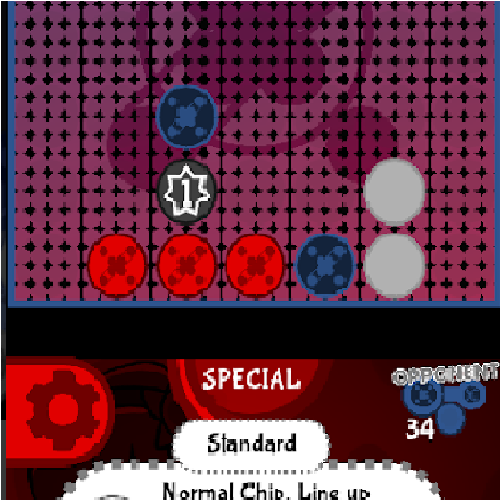 1
SPECIAL
OPPONENT
34
Standard
Normal Chip. Line up